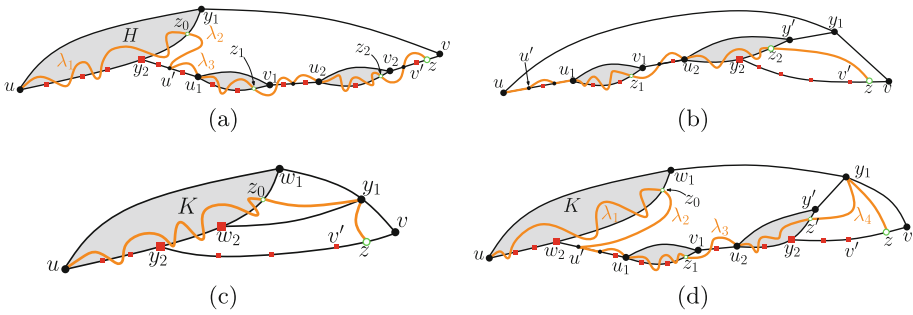 u λ₁ H z₀ y₁ λ₂ y₂ λ₃ u' u₁ z₁ v₁ u₂ z₂ v₂ v' z v
(a)
u u' u₁ z₁ v₁ u₂ y₂ z₂ y' y₁ v' z v
(b)
u K z₀ w₁ y₁ w₂ y₂ v' z v
(c)
u K λ₁ w₁ z₀ λ₂ w₂ u' u₁ z₁ v₁ λ₃ u₂ y' z' y₂ y₁ λ₄ v' z v
(d)